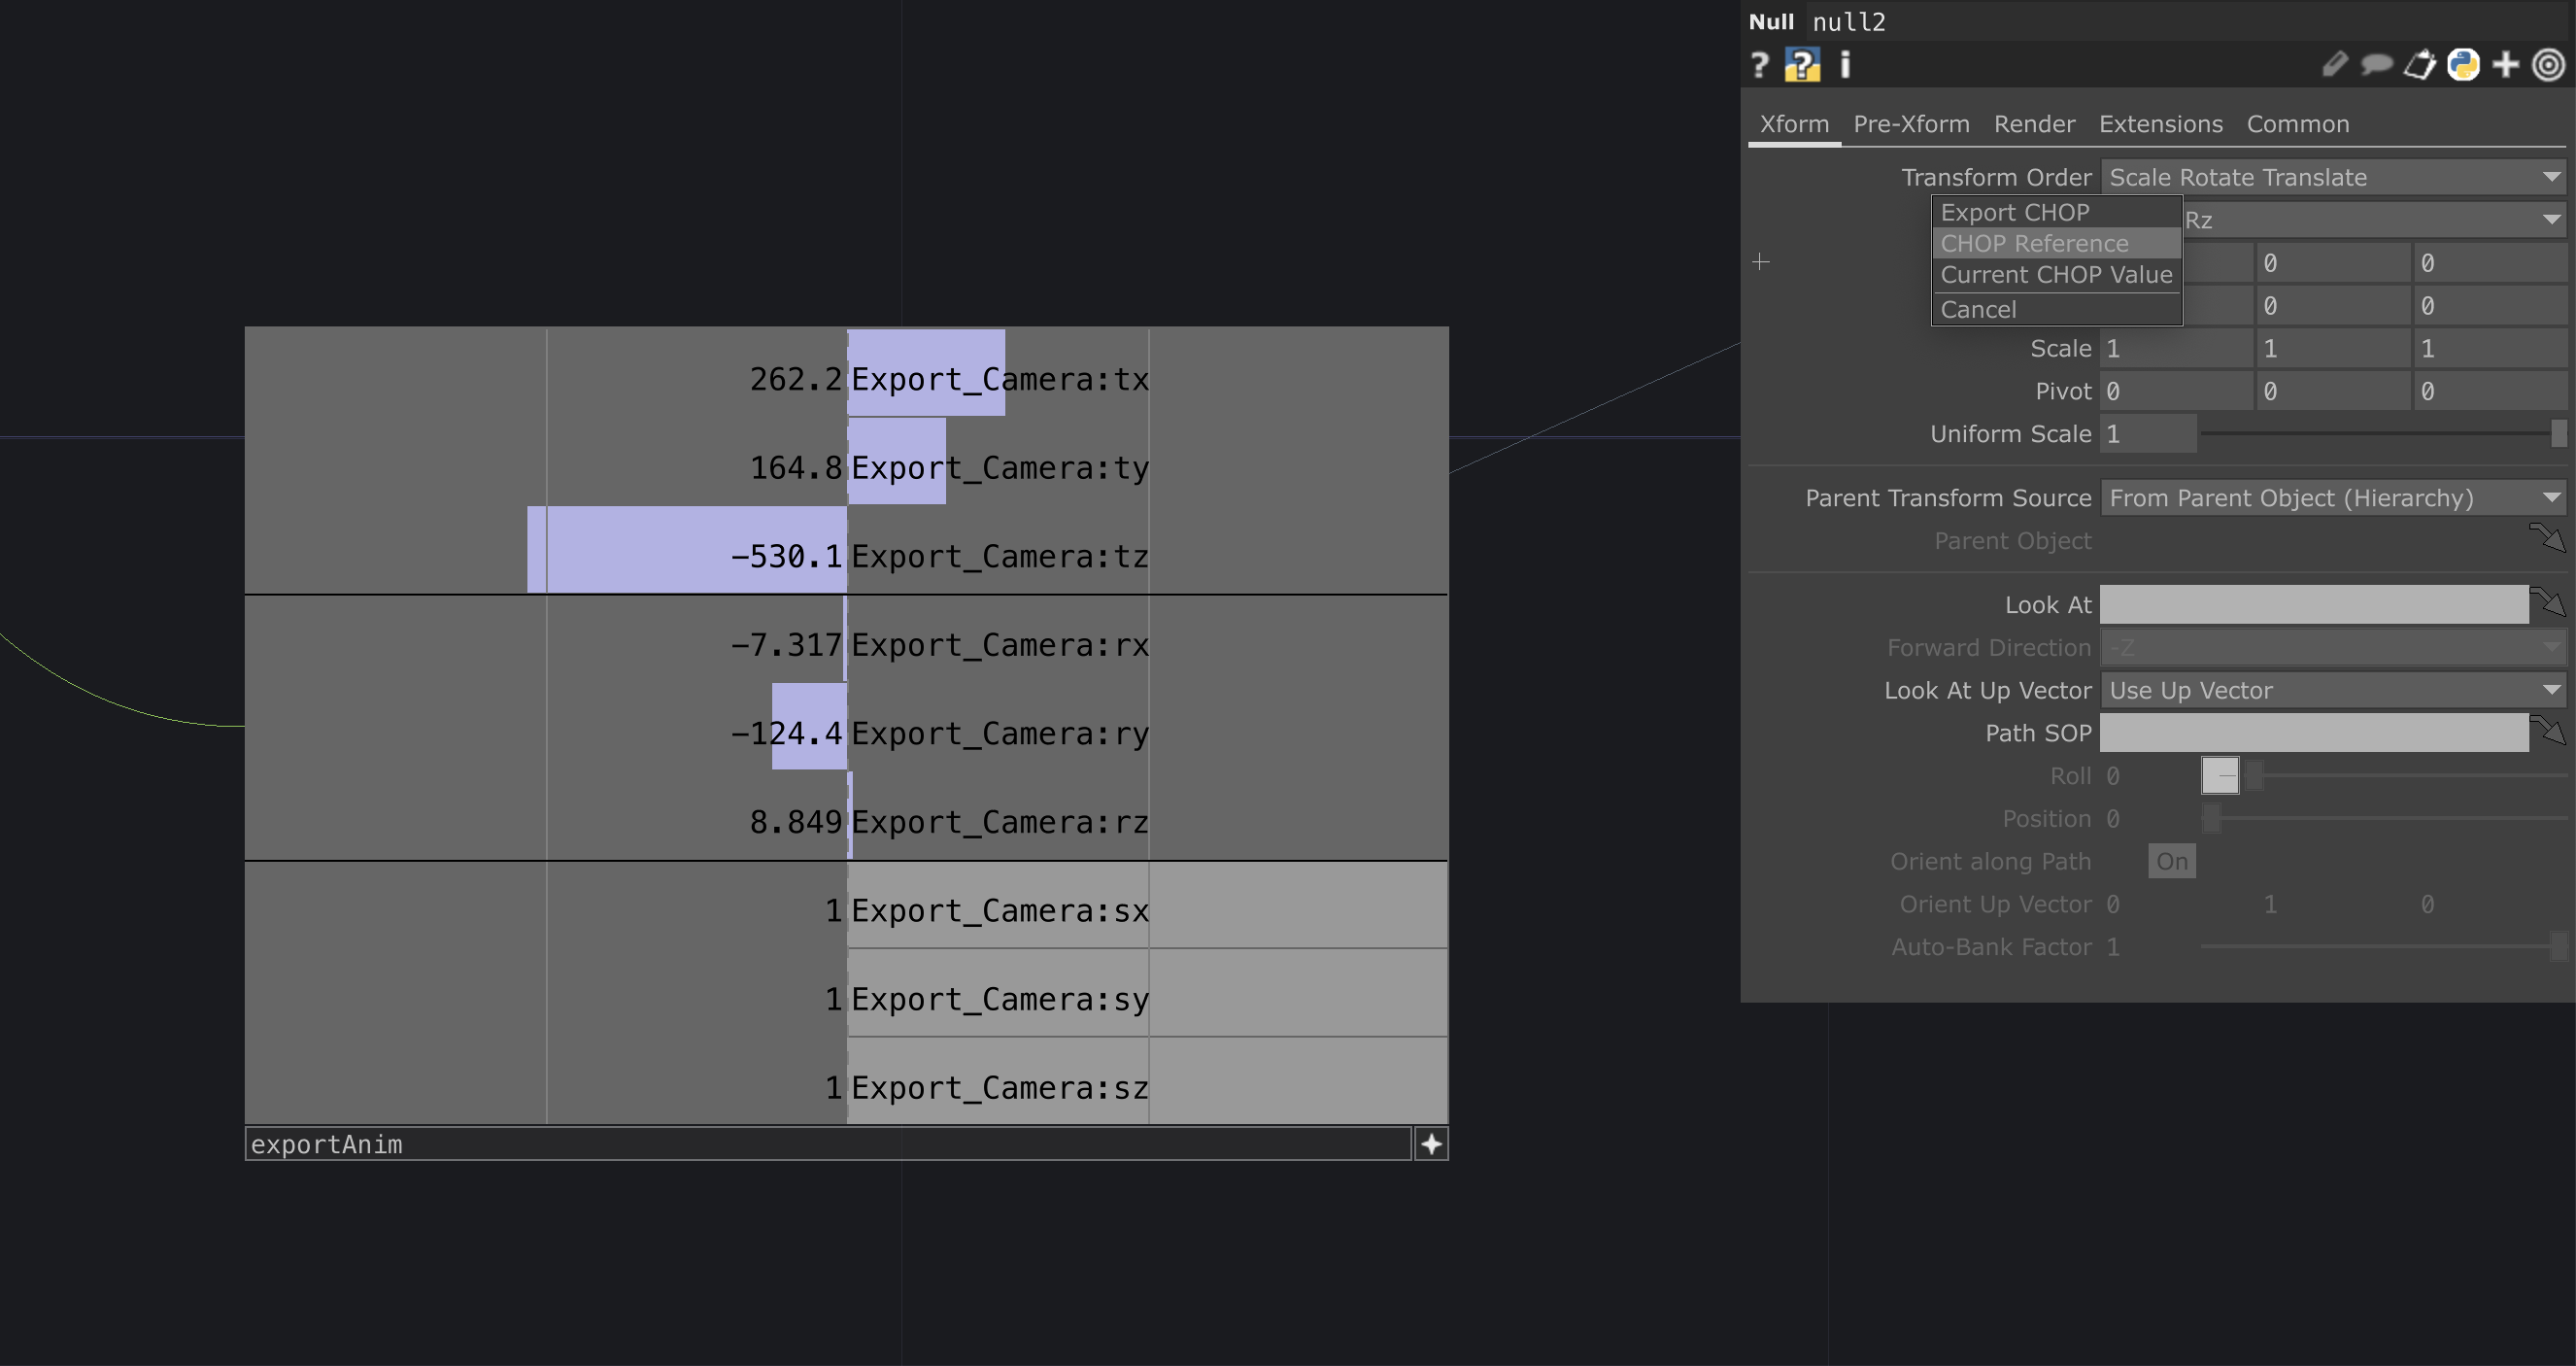 Null null2
? ? i
Xform Pre-Xform Render Extensions Common
Transform Order Scale Rotate Translate
Rz
Export CHOP
CHOP Reference
Current CHOP Value
Cancel
0 0
0 0
Scale 1 1 1
Pivot 0 0 0
Uniform Scale 1
Parent Transform Source From Parent Object (Hierarchy)
Parent Object
Look At
Forward Direction -Z
Look At Up Vector Use Up Vector
Path SOP
Roll 0
Position 0
Orient along Path On
Orient Up Vector 0 1 0
Auto-Bank Factor 1
262.2 Export_Camera:tx
164.8 Export_Camera:ty
-530.1 Export_Camera:tz
-7.317 Export_Camera:rx
-124.4 Export_Camera:ry
8.849 Export_Camera:rz
1 Export_Camera:sx
1 Export_Camera:sy
1 Export_Camera:sz
exportAnim